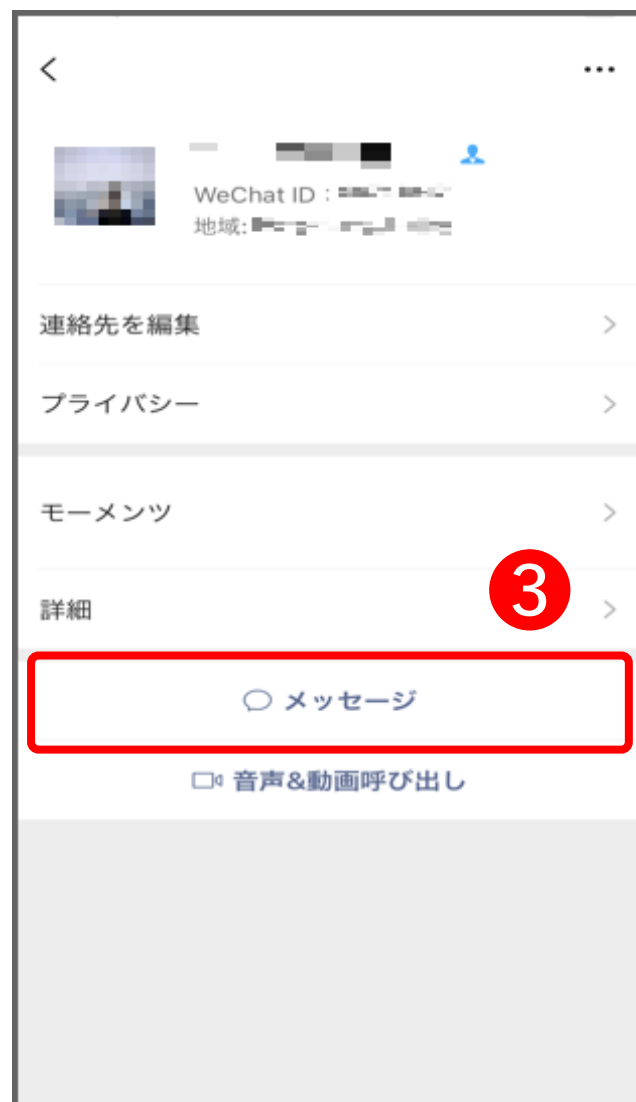 WeChat ID：
地域:
連絡先を編集
プライバシー
モーメンツ
3
詳細
メッセージ
音声&動画呼び出し